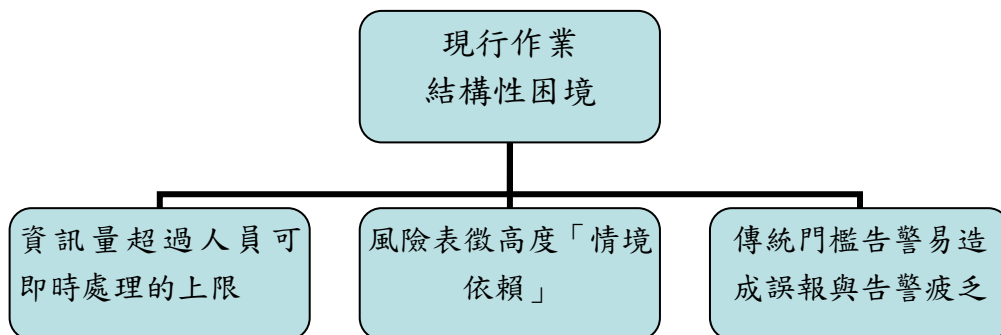 現行作業
結構性困境
資訊量超過人員可
即時處理的上限
風險表徵高度「情境
依賴」
傳統門檻告警易造
成誤報與告警疲乏